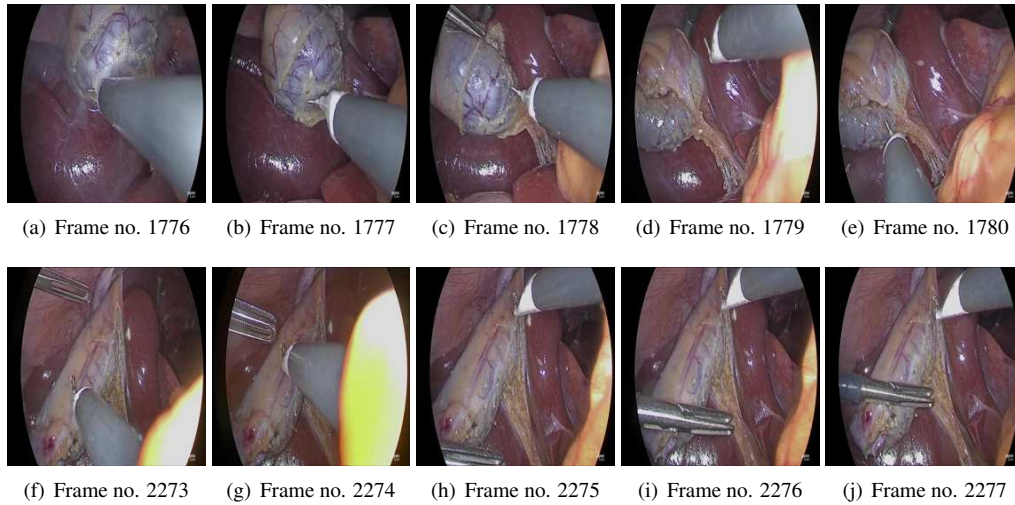 (a) Frame no. 1776
(b) Frame no. 1777
(c) Frame no. 1778
(d) Frame no. 1779
(e) Frame no. 1780
(f) Frame no. 2273
(g) Frame no. 2274
(h) Frame no. 2275
(i) Frame no. 2276
(j) Frame no. 2277